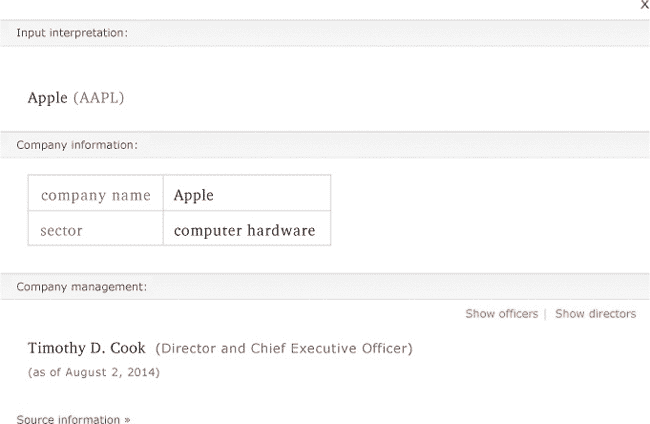 X
Input interpretation:
Apple (AAPL)
Company information:
company name Apple
sector computer hardware
Company management:
Show officers | Show directors
Timothy D. Cook (Director and Chief Executive Officer)
(as of August 2, 2014)
Source information »